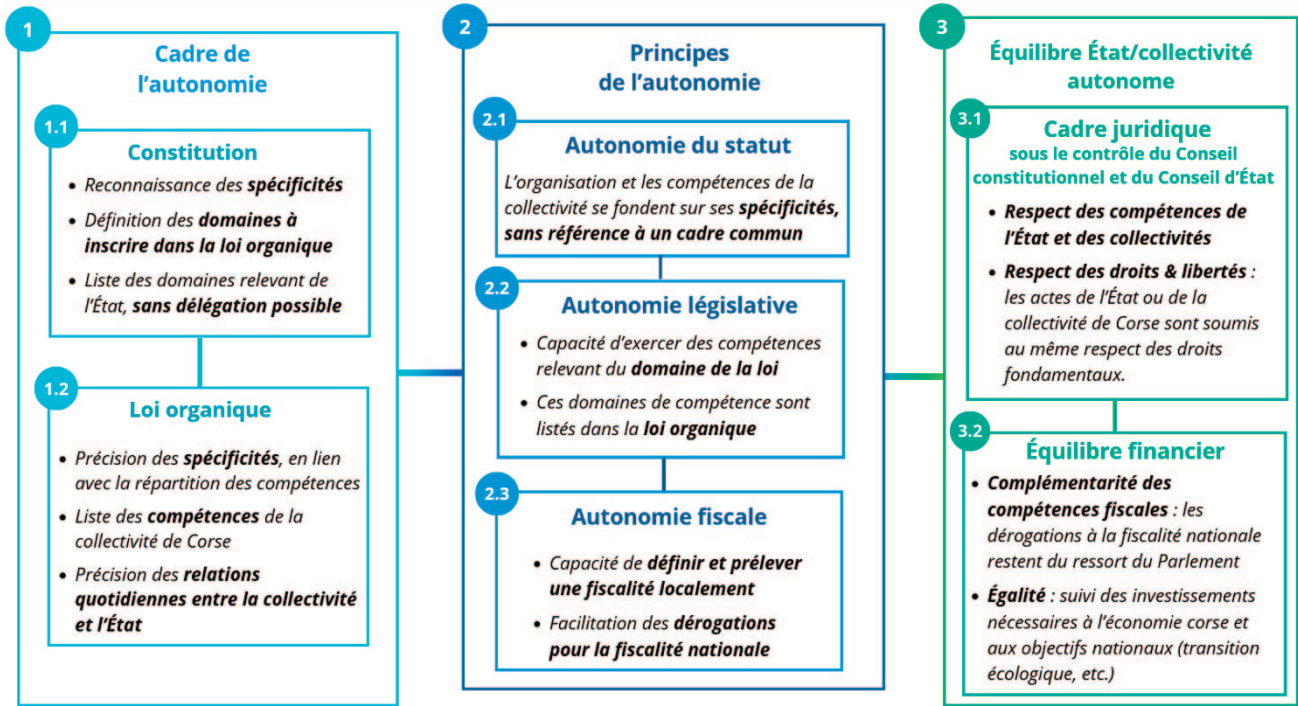 1
Cadre de
l'autonomie
1.1
Constitution
• Reconnaissance des spécificités
• Définition des domaines à
inscrire dans la loi organique
• Liste des domaines relevant de
l'État, sans délégation possible
1.2
Loi organique
• Précision des spécificités, en lien
avec la répartition des compétences
• Liste des compétences de la
collectivité de Corse
• Précision des relations
quotidiennes entre la collectivité
et l'État
2
Principes
de l'autonomie
2.1
Autonomie du statut
L'organisation et les compétences de la
collectivité se fondent sur ses spécificités,
sans référence à un cadre commun
2.2
Autonomie législative
• Capacité d'exercer des compétences
relevant du domaine de la loi
• Ces domaines de compétence sont
listés dans la loi organique
2.3
Autonomie fiscale
• Capacité de définir et prélever
une fiscalité localement
• Facilitation des dérogations
pour la fiscalité nationale
3
Équilibre État/collectivité
autonome
3.1
Cadre juridique
sous le contrôle du Conseil
constitutionnel et du Conseil d'État
• Respect des compétences de
l'État et des collectivités
• Respect des droits & libertés :
les actes de l'État ou de la
collectivité de Corse sont soumis
au même respect des droits
fondamentaux.
3.2
Équilibre financier
• Complémentarité des
compétences fiscales : les
dérogations à la fiscalité nationale
restent du ressort du Parlement
• Égalité : suivi des investissements
nécessaires à l'économie corse et
aux objectifs nationaux (transition
écologique, etc.)